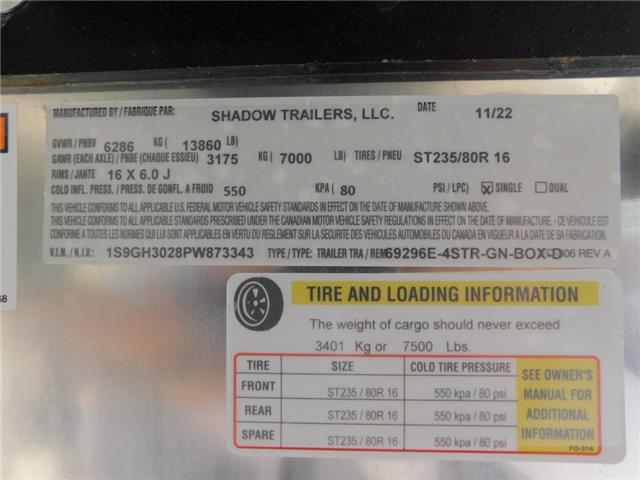 MANUFACTURED BY / FABRIQUE PAR: SHADOW TRAILERS, LLC. DATE 11/22
GVWR / PNBV 6286 KG ( 13860 LB)
GAWR (EACH AXLE) / PNBE (CHAQUE ESSIEU) 3175 KG ( 7000 LB) TIRES / PNEU ST235/80R 16
RIMS / JANTE 16 X 6.0 J
COLD INFL. PRESS. / PRESS. DE GONFL. A FROID 550 KPA ( 80 PSI / LPC) SINGLE DUAL
THIS VEHICLE CONFORMS TO ALL APPLICABLE U.S. FEDERAL MOTOR VEHICLE SAFETY STANDARDS IN EFFECT ON THE DATE OF MANUFACTURE SHOWN ABOVE.
THIS VEHICLE CONFORMS TO ALL APPLICABLE STANDARDS PRESCRIBED UNDER THE CANADIAN MOTOR VEHICLE SAFETY REGULATIONS IN EFFECT ON THE DATE OF MANUFACTURE / CE VEHICULE EST
CONFORME A TOUTES LES NORMES QUI LUI SONT APPLICABLES EN VERTU DU REGLEMENT SUR LA SECURITE DES VEHICULES AUTOMOBILES DU CANADA EN VIGUEUR A LA DATE DE SA FABRICATION.
V.I.N. / N.I.V: 1S9GH3028PW873343 TYPE / TYPE: TRAILER TRA / REM 69296E-4STR-GN-BOX-D 06 REV A
TIRE AND LOADING INFORMATION
The weight of cargo should never exceed
3401 Kg or 7500 Lbs.
TIRE SIZE COLD TIRE PRESSURE SEE OWNER'S MANUAL FOR ADDITIONAL INFORMATION
FRONT ST235 / 80R 16 550 kpa / 80 psi
REAR ST235 / 80R 16 550 kpa / 80 psi
SPARE ST235 / 80R 16 550 kpa / 80 psi
FO-314